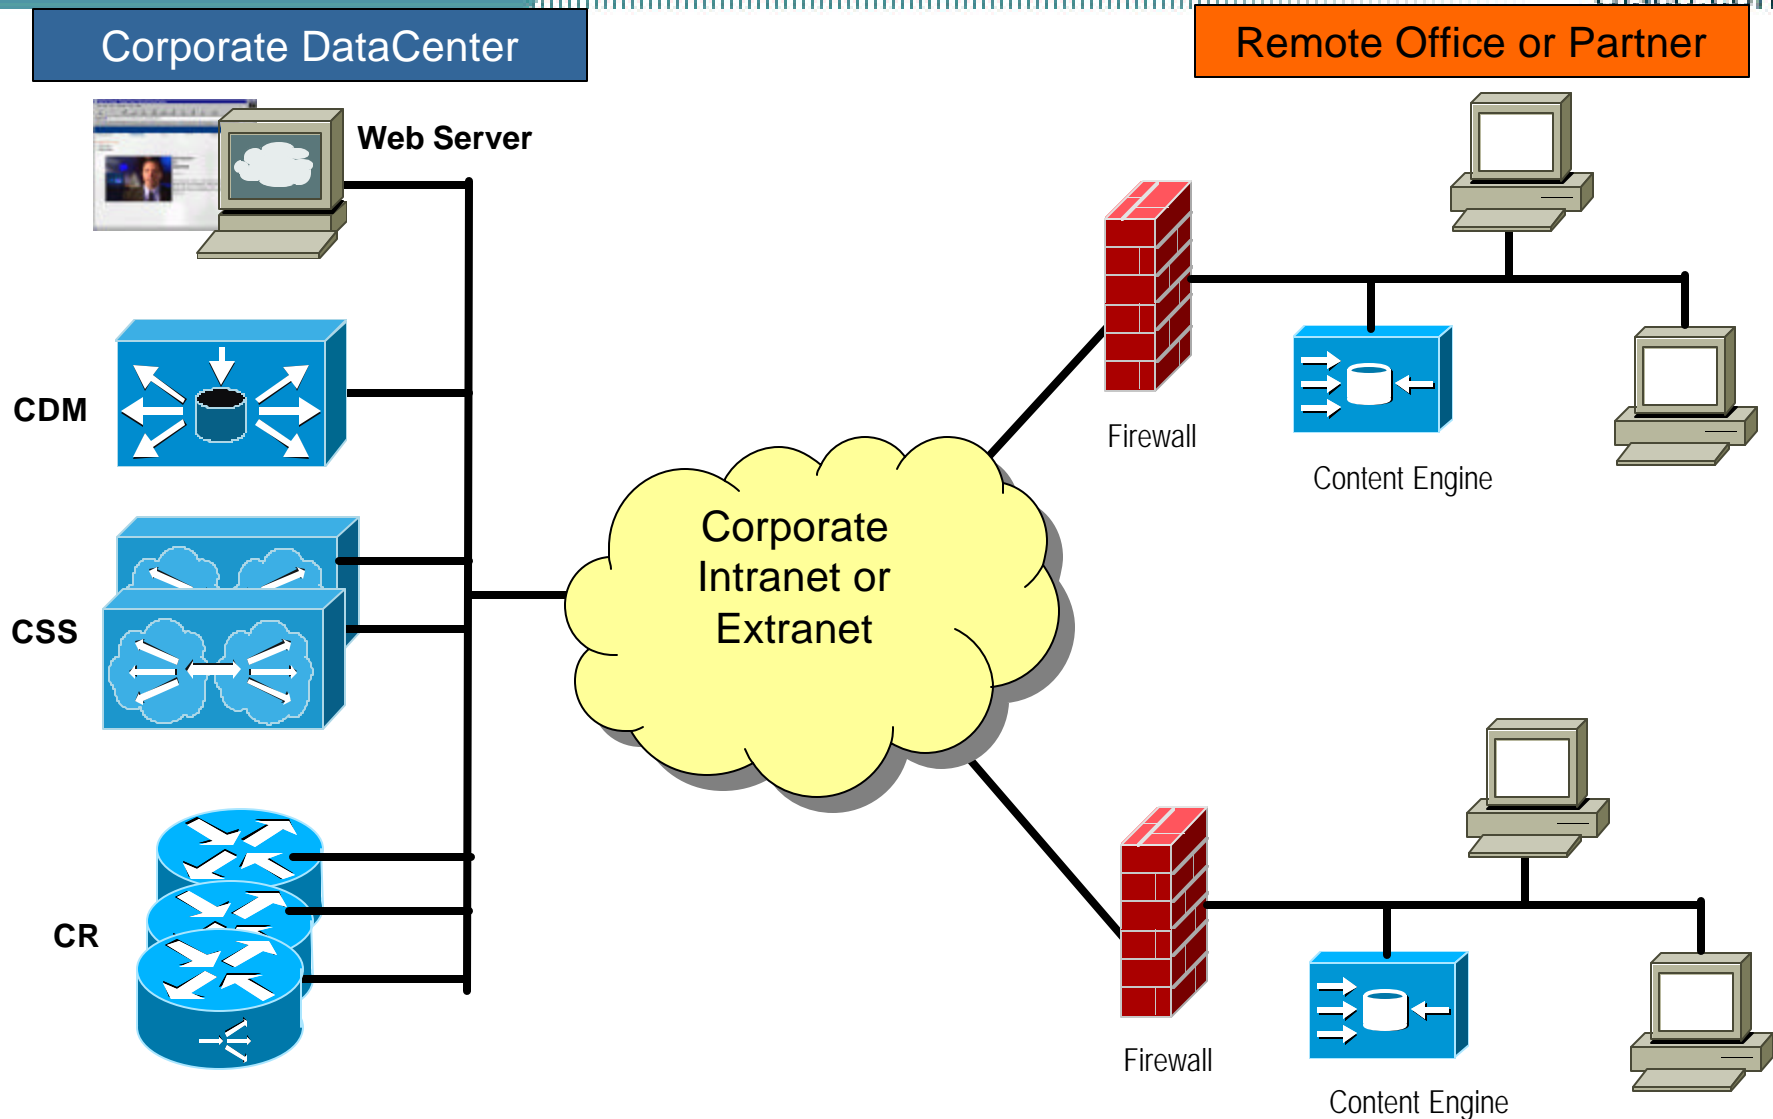 Corporate DataCenter
Remote Office or Partner
Web Server
CDM
CSS
CR
Corporate
Intranet or
Extranet
Firewall
Content Engine
Firewall
Content Engine